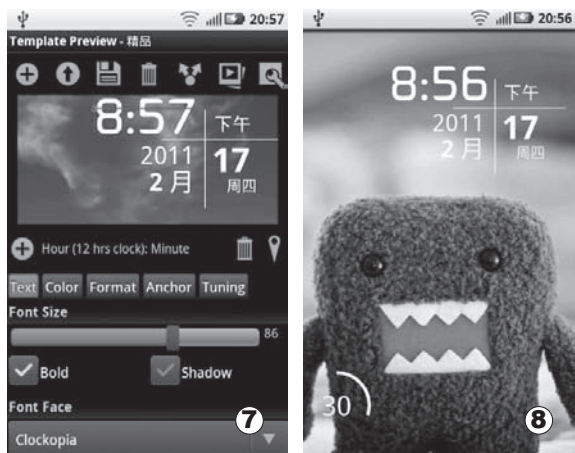 20:57
Template Preview - 精品
8:57 下午
2011 17
2 月 周四
Hour (12 hrs clock): Minute
Text Color Format Anchor Tuning
Font Size
86
Bold Shadow
Font Face
Clockopia
7
20:56
8:56 下午
2011 17
2 月 周四
30
8